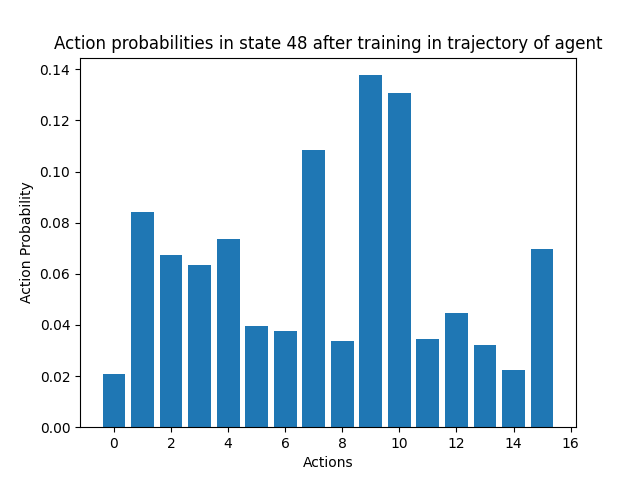 Action probabilities in state 48 after training in trajectory of agent
0.14
0.12
0.10
0.08
0.06
0.04
0.02
0.00
Action Probability
0 2 4 6 8 10 12 14 16
Actions